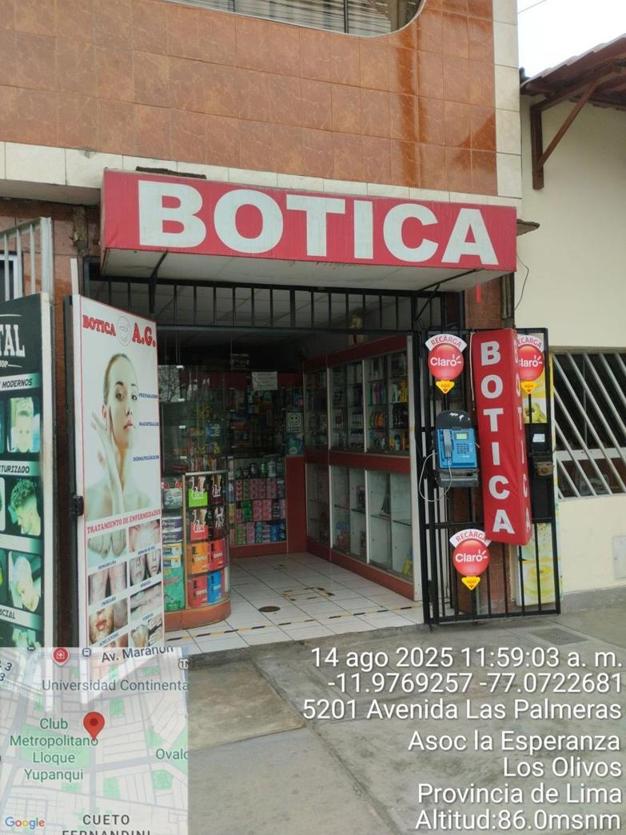 BOTICA
BOTICA A.G.
TRATAMIENTO DE ENFERMEDADES
MODERNOS
RECARGA
Claro
RECARGA
Claro
BOTICA
RECARGA
Claro
Av. Marañón
Universidad Continenta
Club
Metropolitano
Lloque
Yupanqui
Ovalo
CUETO
FERNANDINI
Google
14 ago 2025 11:59:03 a. m.
-11.9769257 -77.0722681
5201 Avenida Las Palmeras
Asoc la Esperanza
Los Olivos
Provincia de Lima
Altitud:86.0msnm